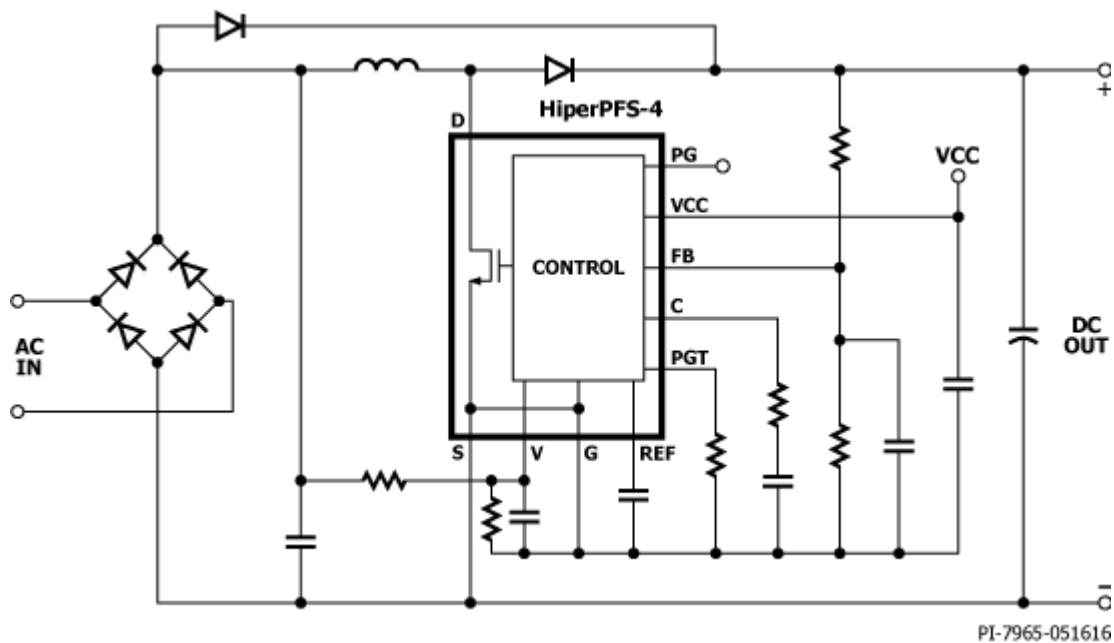 HiperPFS-4
D
PG
VCC
VCC
FB
CONTROL
C
PGT
S
V
G
REF
AC
IN
+
DC
OUT
−
PI-7965-051616